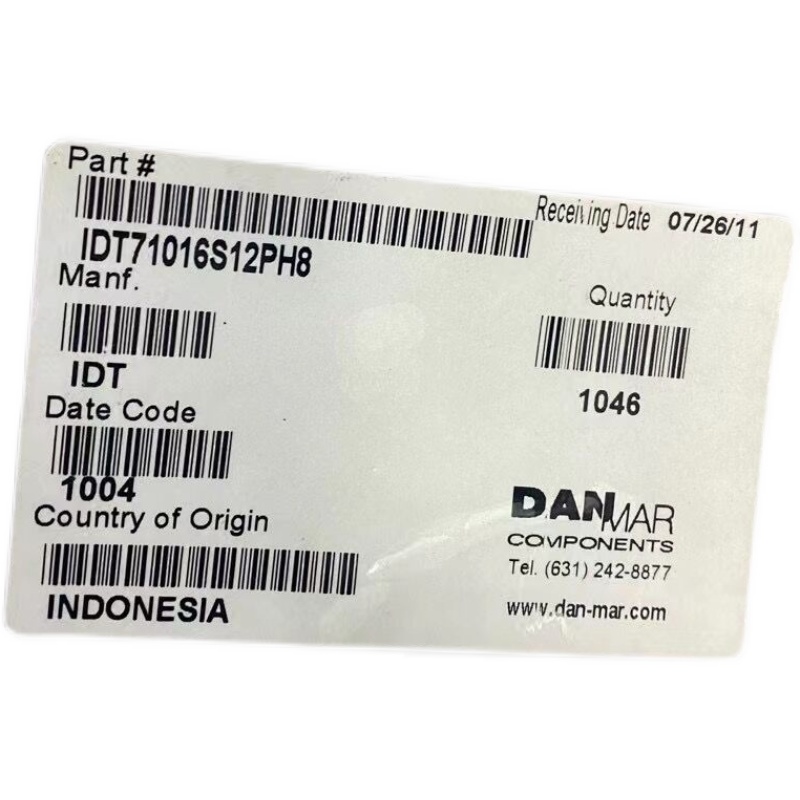 Part #
Receiving Date 07/26/11
IDT71016S12PH8
Manf.
Quantity
IDT
1046
Date Code
1004
DANMAR
COMPONENTS
Country of Origin
Tel. (631) 242-8877
INDONESIA
www.dan-mar.com